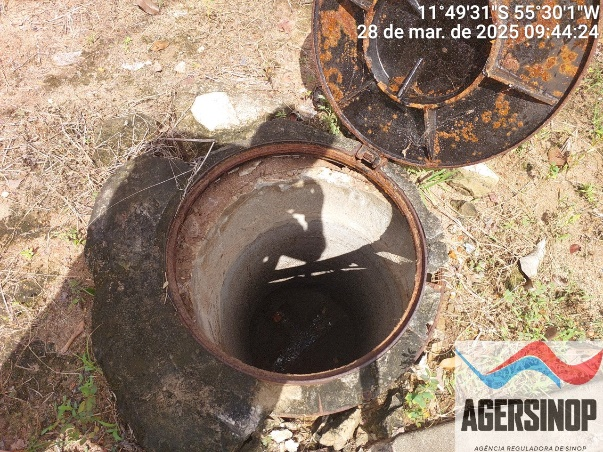 11°49'31"S 55°30'1"W
28 de mar. de 2025 09:44:24
AGERSINOP
AGÊNCIA REGULADORA DE SINOP